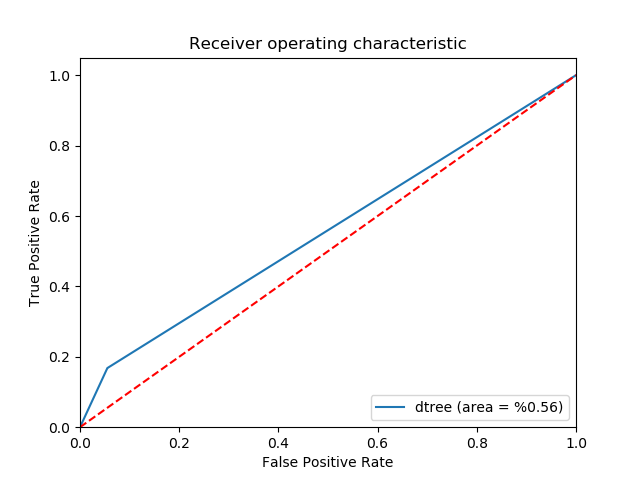 Receiver operating characteristic
True Positive Rate
1.0
0.8
0.6
0.4
0.2
0.0
dtree (area = %0.56)
0.0 0.2 0.4 0.6 0.8 1.0
False Positive Rate